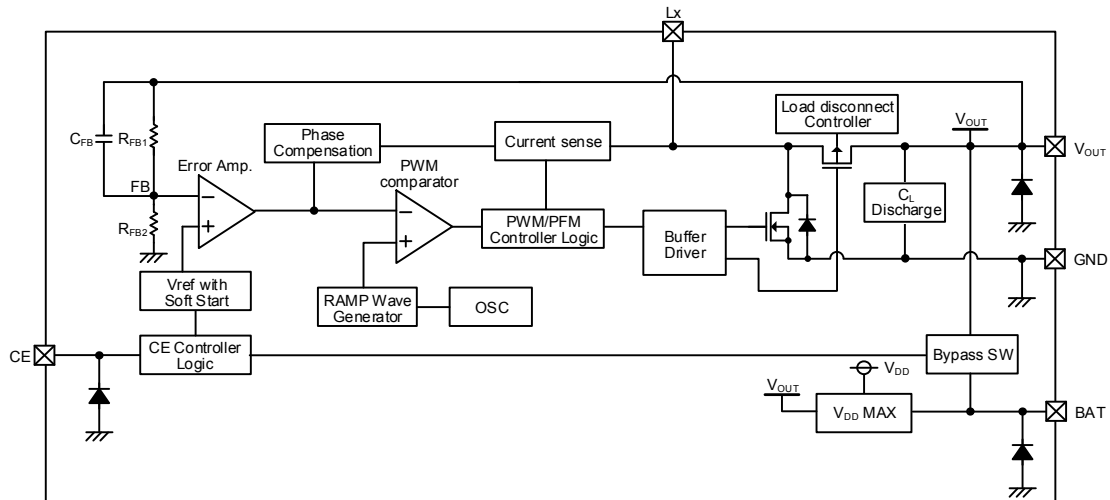 Lx
Load disconnect
Controller
VOUT
CFB
RFB1
Phase
Compensation
Current sense
VOUT
Error Amp.
PWM
comparator
FB
−
+
−
+
RFB2
CL
Discharge
PWM/PFM
Controller Logic
Buffer
Driver
GND
Vref with
Soft Start
RAMP Wave
Generator
OSC
CE
CE Controller
Logic
Bypass SW
VDD
VOUT
VDD MAX
BAT